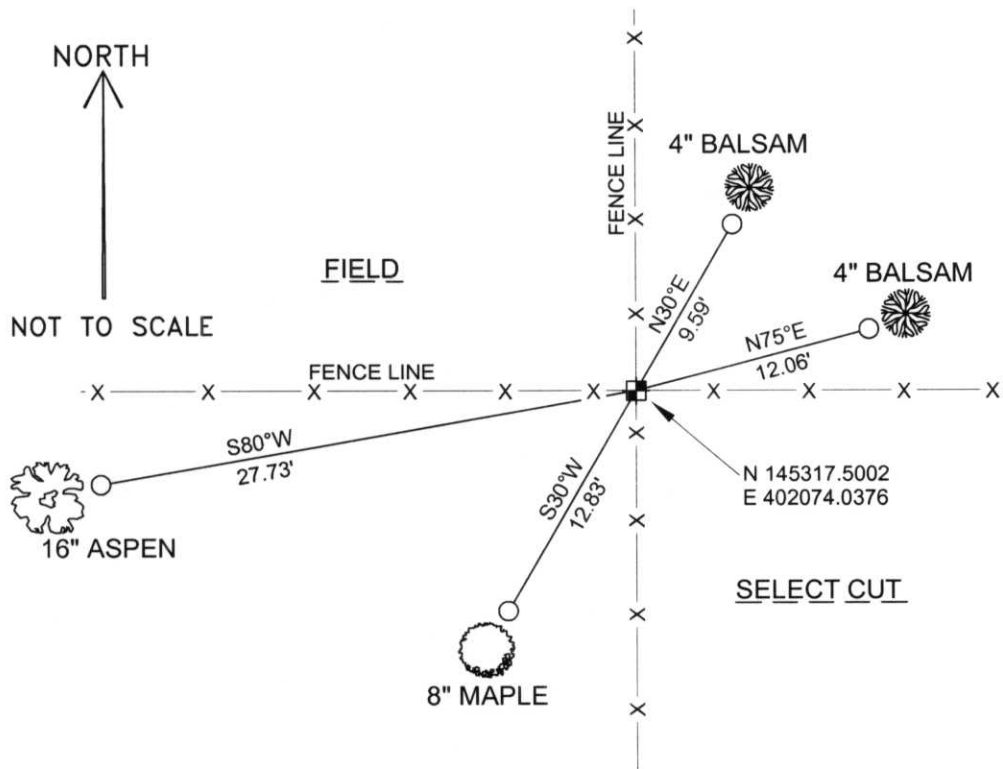 NORTH
NOT TO SCALE
FIELD
FENCE LINE
FENCE LINE
4" BALSAM
4" BALSAM
N30°E
9.59'
N75°E
12.06'
S80°W
27.73'
S30°W
12.83'
N 145317.5002
E 402074.0376
16" ASPEN
8" MAPLE
SELECT CUT
X X X X X X X X X X X X X X X X X